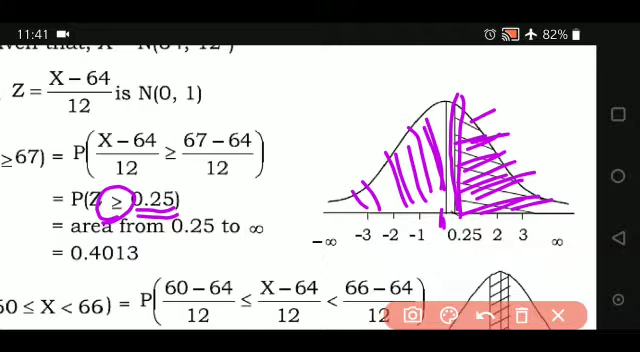 11:41 82%
X 12
Z = X − 64 / 12 is N(0, 1)
≥67) = P(X − 64 / 12 ≥ 67 − 64 / 12)
= P(Z ≥ 0.25)
= area from 0.25 to ∞
= 0.4013
−∞ −3 −2 −1 0.25 2 3 ∞
60 ≤ X < 66) = P(60 − 64 / 12 ≤ X − 64 / 12 < 66 − 64 / 12)